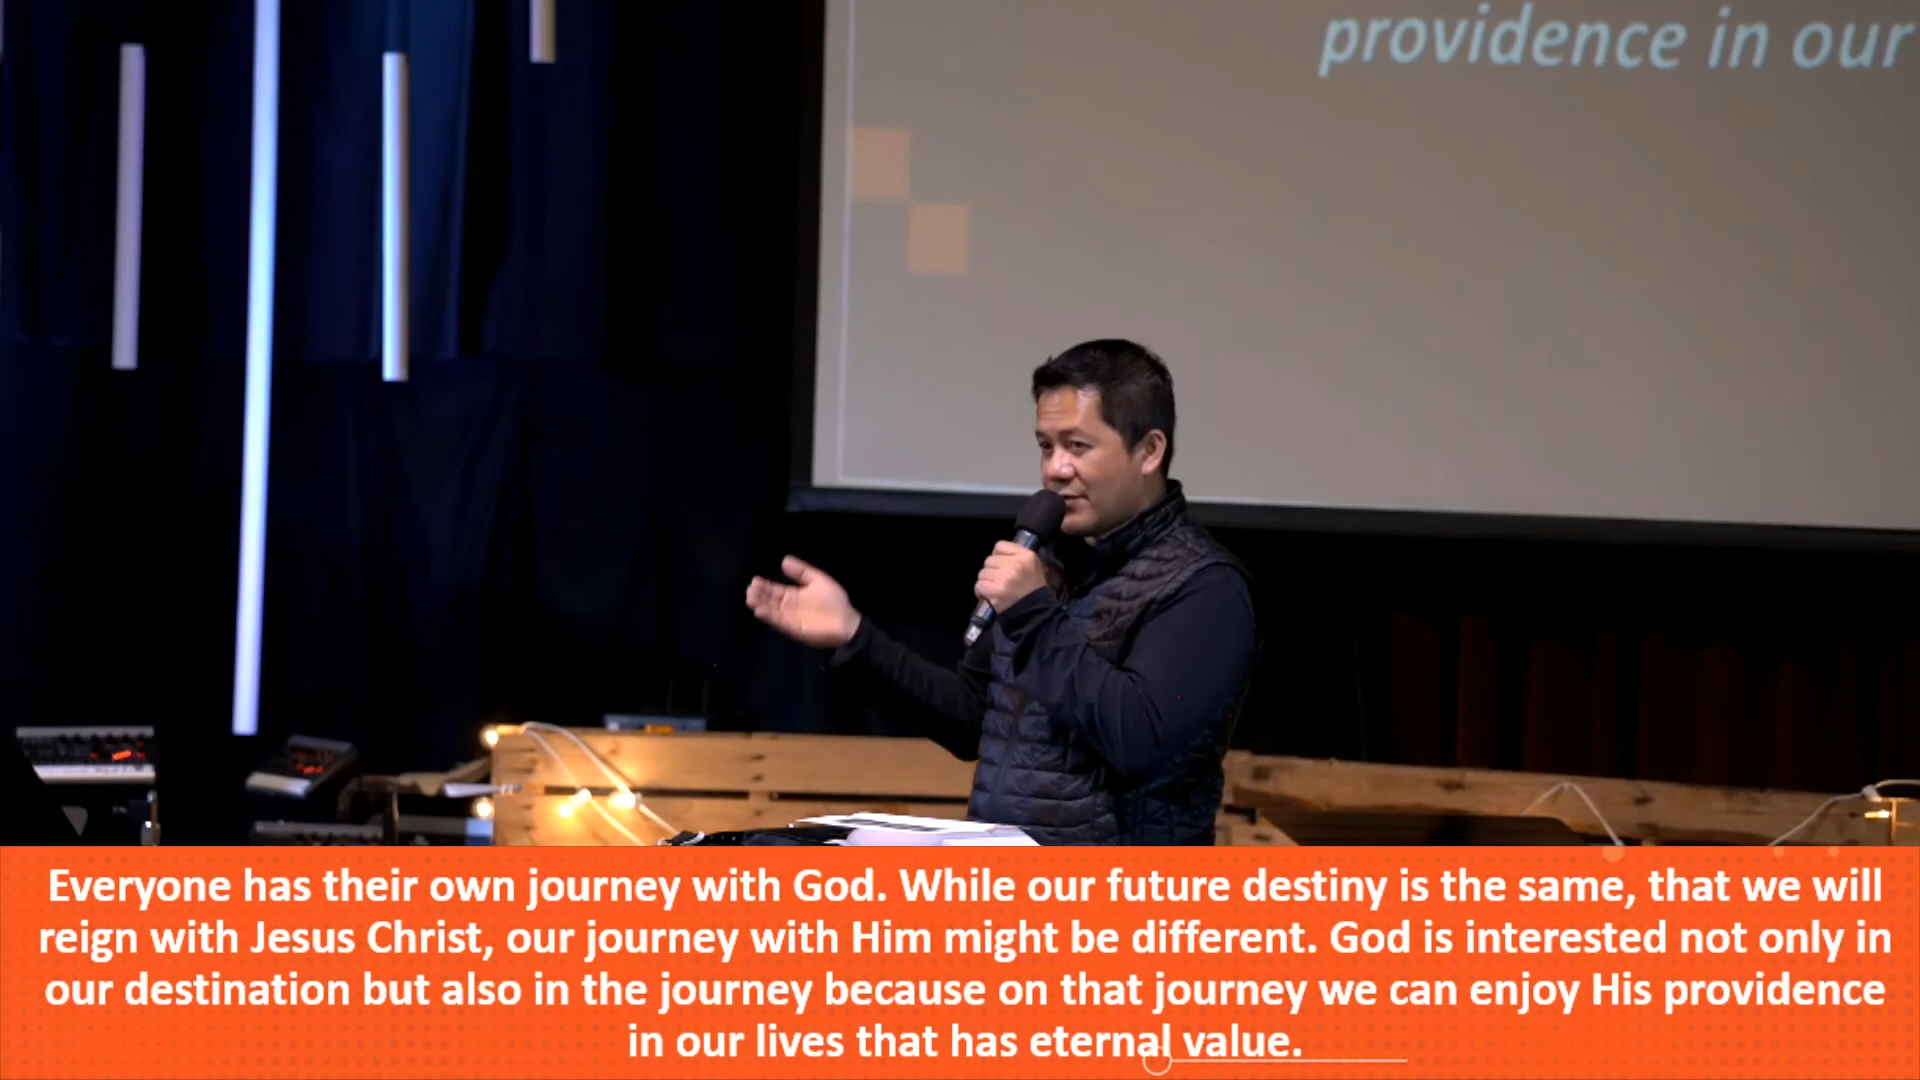 providence in our
Everyone has their own journey with God. While our future destiny is the same, that we will
reign with Jesus Christ, our journey with Him might be different. God is interested not only in
our destination but also in the journey because on that journey we can enjoy His providence
in our lives that has eternal value.